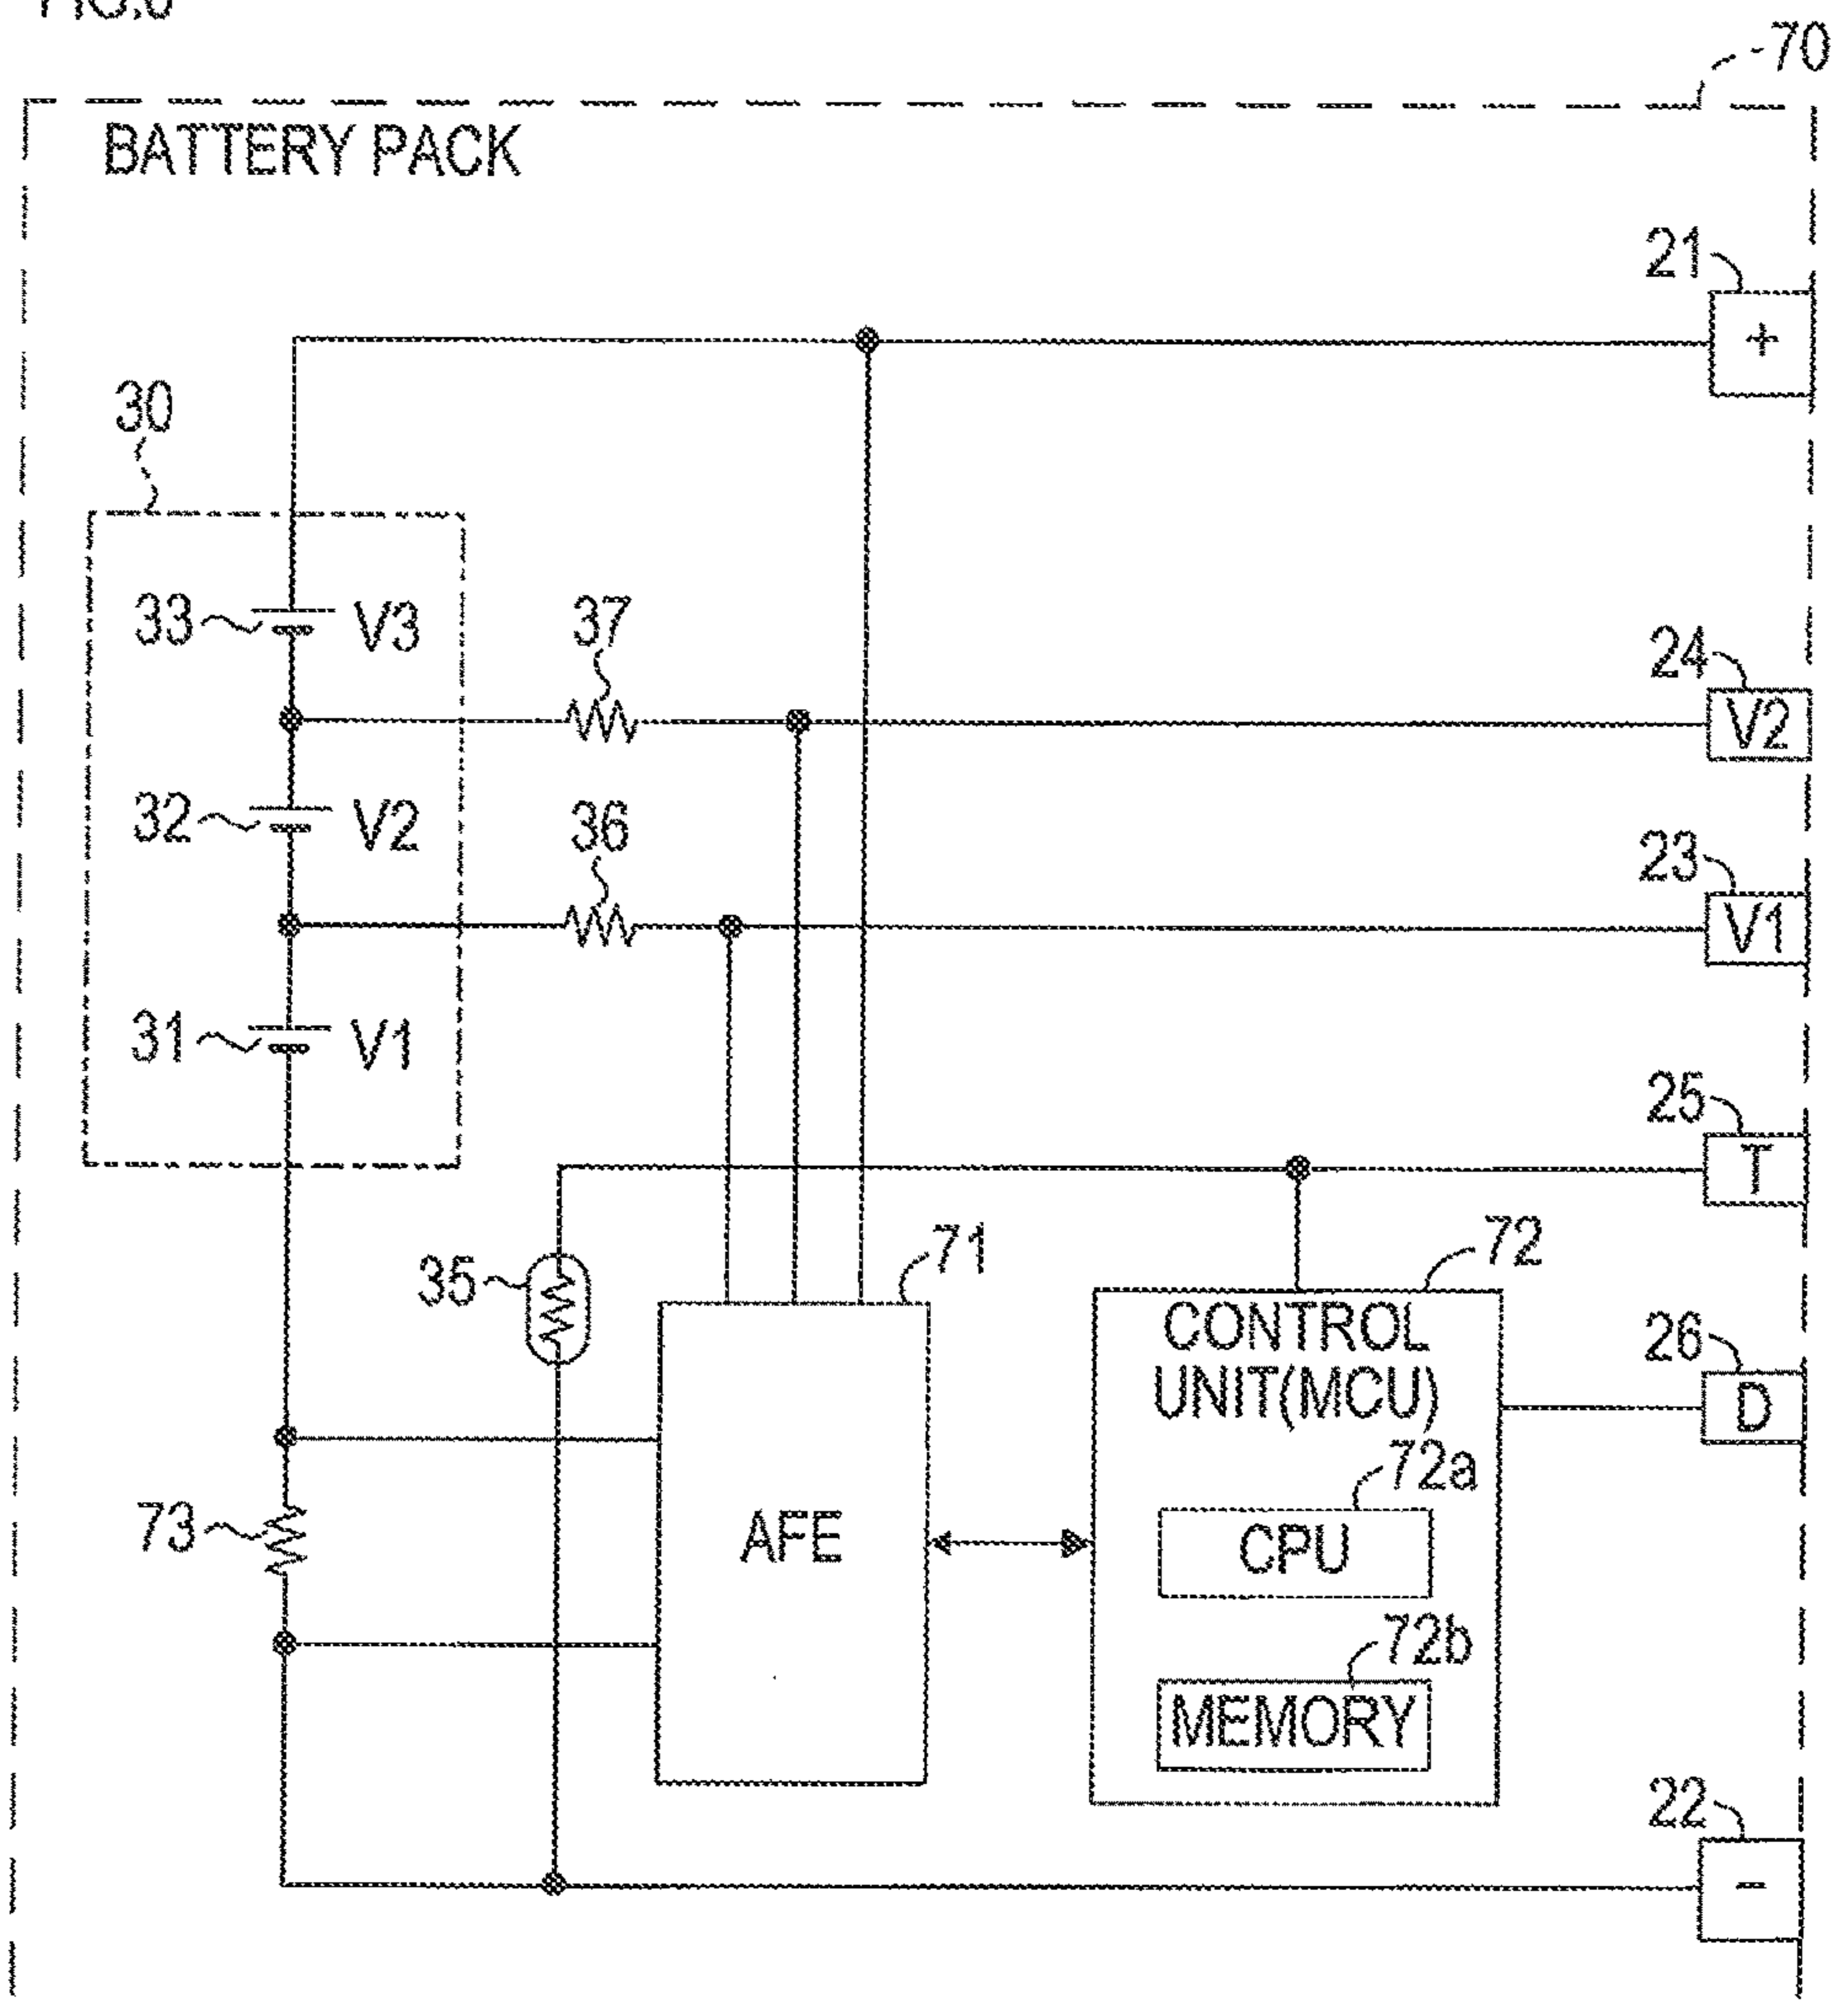 70
BATTERY PACK
21
+
30
33 V3
37
24
V2
32 V2
36
23
V1
31 V1
25
T
35
71
72
CONTROL
UNIT(MCU)
26
D
72a
CPU
73
AFE
72b
MEMORY
22
-